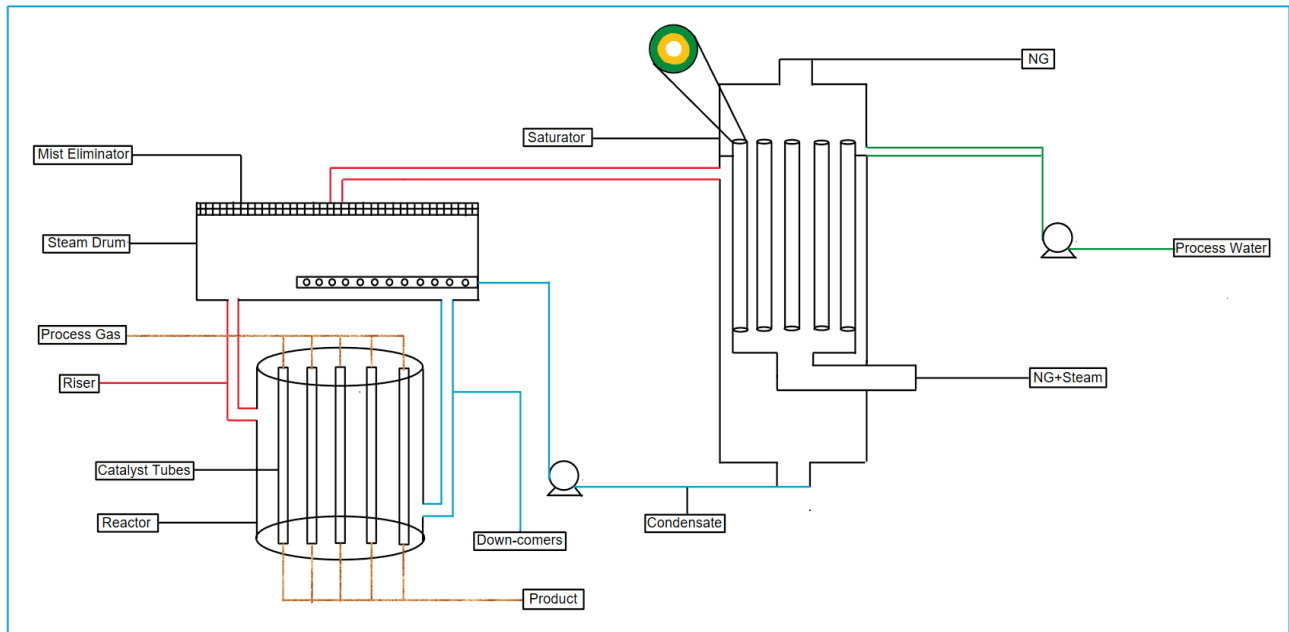 NG
Saturator
Mist Eliminator
Steam Drum
Process Water
Process Gas
Riser
NG+Steam
Catalyst Tubes
Reactor
Condensate
Down-comers
Product